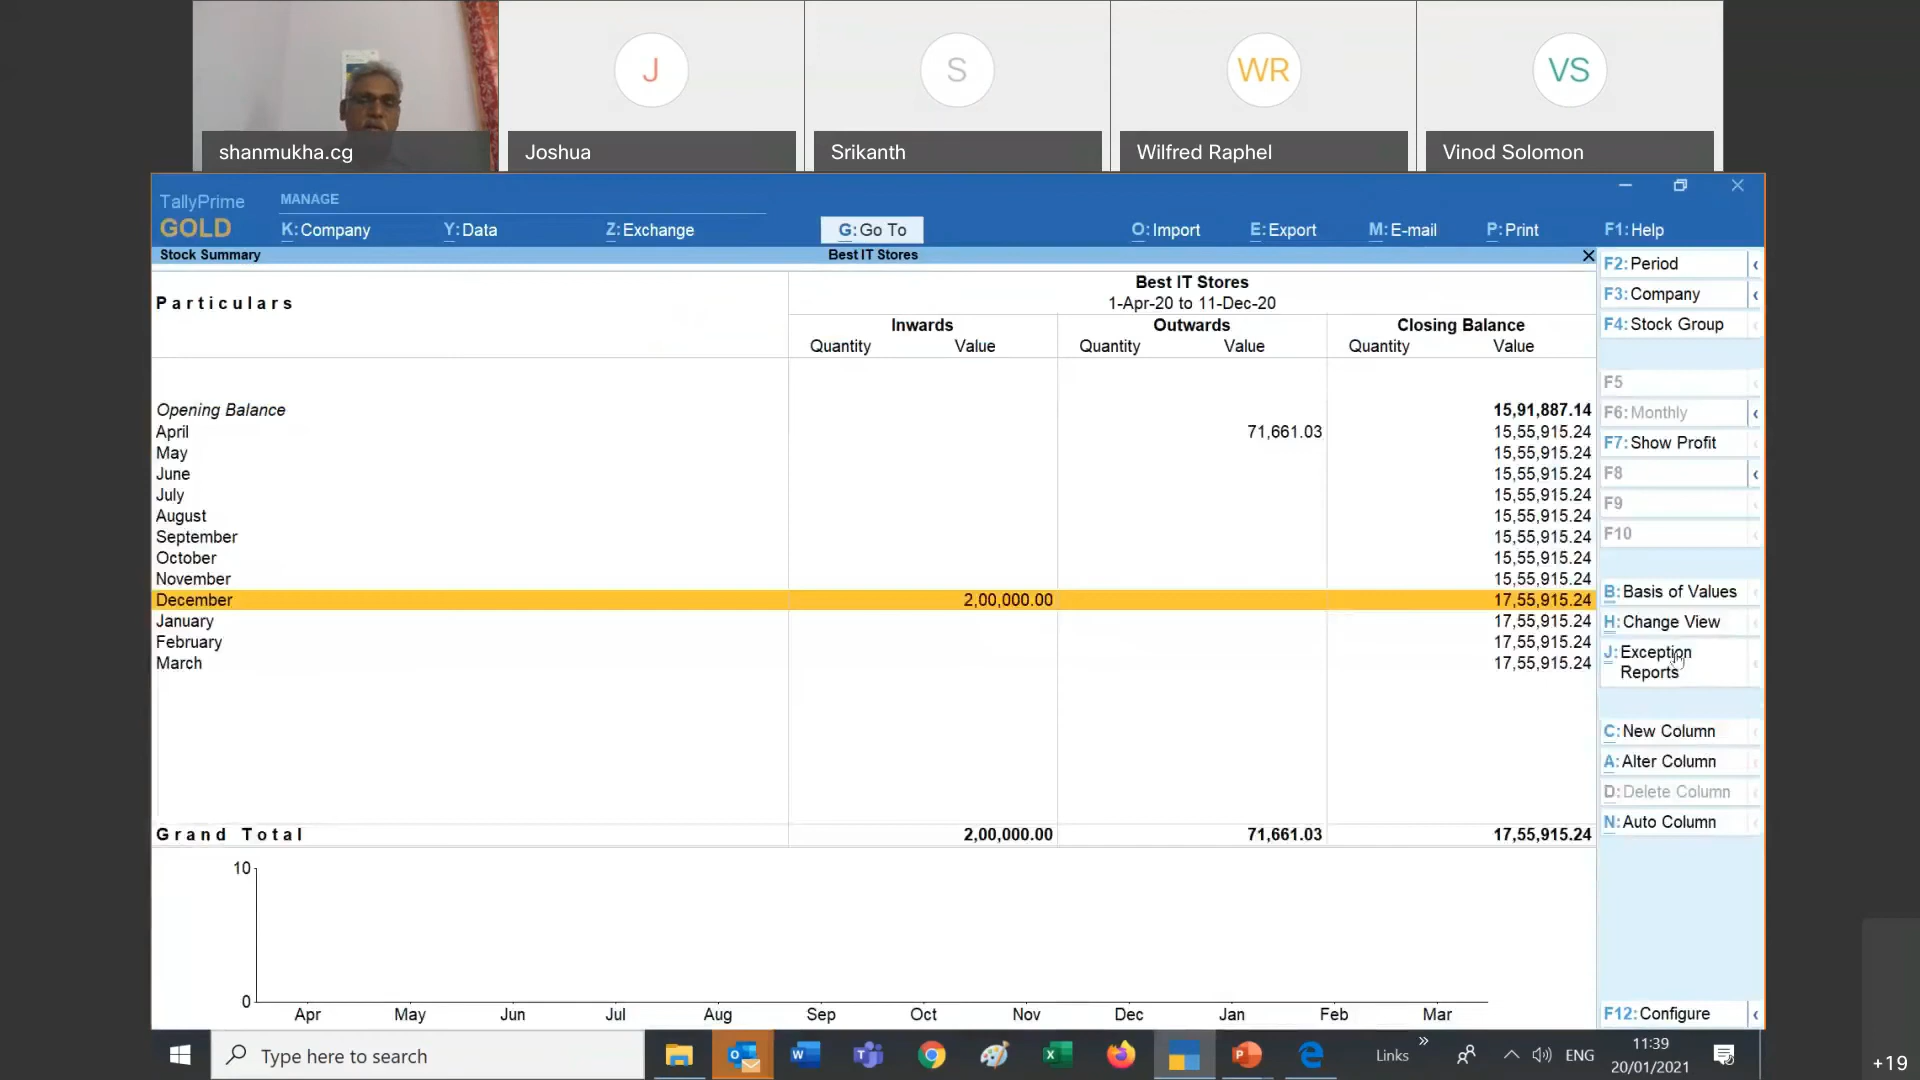 J
S
WR
VS
shanmukha.cg
Joshua
Srikanth
Wilfred Raphel
Vinod Solomon
TallyPrime
GOLD
MANAGE
K:Company
Y:Data
Z:Exchange
G:Go To
O:Import
E:Export
M:E-mail
P:Print
F1:Help
Stock Summary
Best IT Stores
F2:Period
F3:Company
F4:Stock Group
F5
F6:Monthly
F7:Show Profit
F8
F9
F10
B:Basis of Values
H:Change View
J:Exception
Reports
C:New Column
A:Alter Column
D:Delete Column
N:Auto Column
F12:Configure
Particulars
Best IT Stores
1-Apr-20 to 11-Dec-20
Inwards Outwards Closing Balance
Quantity Value Quantity Value Quantity Value
Opening Balance 15,91,887.14
April 71,661.03 15,55,915.24
May 15,55,915.24
June 15,55,915.24
July 15,55,915.24
August 15,55,915.24
September 15,55,915.24
October 15,55,915.24
November 15,55,915.24
December 2,00,000.00 17,55,915.24
January 17,55,915.24
February 17,55,915.24
March 17,55,915.24
Grand Total 2,00,000.00 71,661.03 17,55,915.24
10
0
Apr May Jun Jul Aug Sep Oct Nov Dec Jan Feb Mar
Type here to search
Links
ENG
11:39
20/01/2021
+19